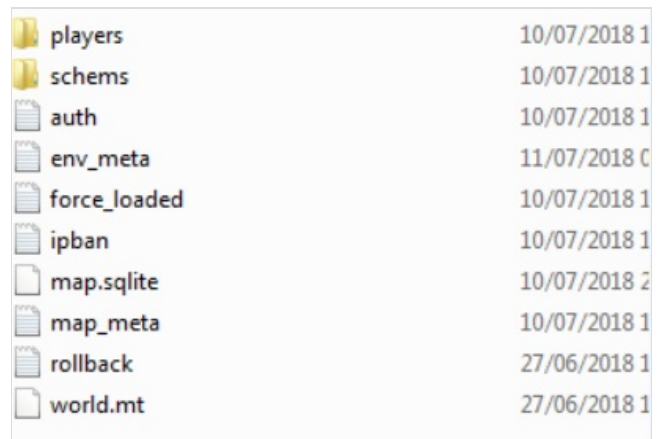 players 10/07/2018 1
schems 10/07/2018 1
auth 10/07/2018 1
env_meta 11/07/2018 0
force_loaded 10/07/2018 1
ipban 10/07/2018 1
map.sqlite 10/07/2018 2
map_meta 10/07/2018 1
rollback 27/06/2018 1
world.mt 27/06/2018 1